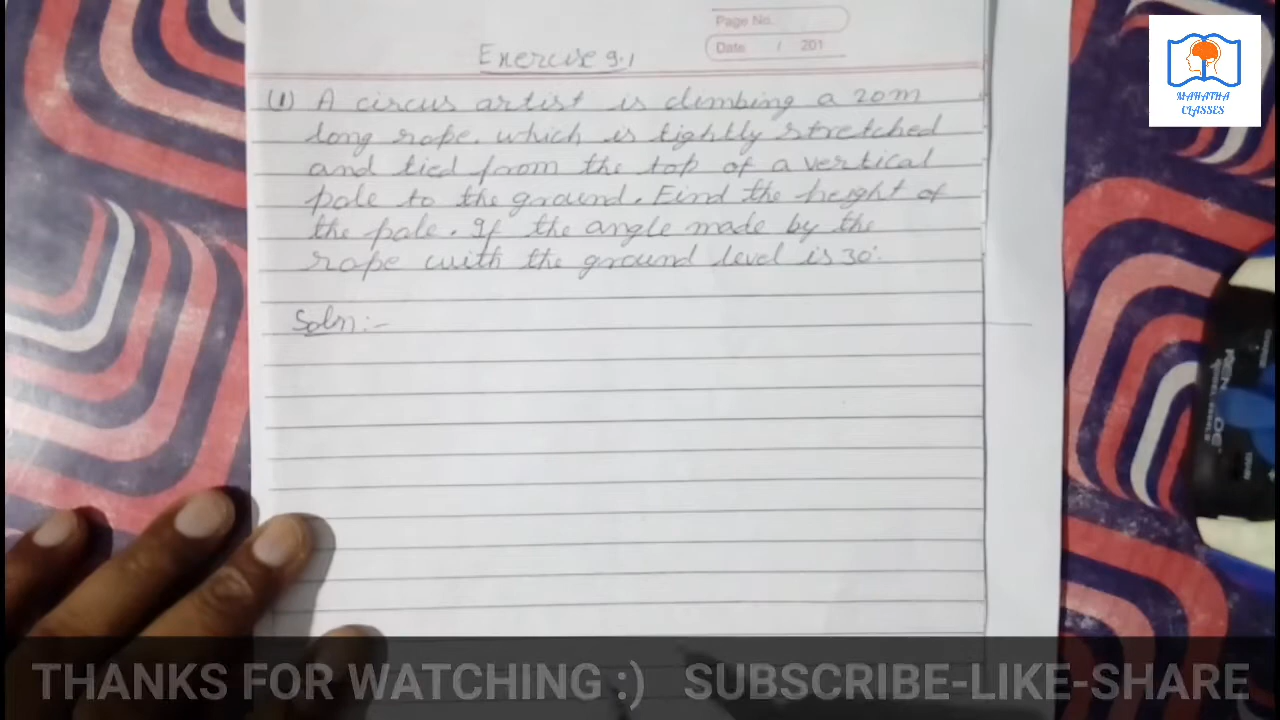 Page No.
Date / 201
MAHATHA
CLASSES
Exercise 9.1
(1) A circus artist is climbing a 20m
long rope. which is tightly stretched
and tied from the top of a vertical
pole to the ground. Find the height of
the pole. If the angle made by the
rope with the ground level is 30°.
Soln:-
THANKS FOR WATCHING :) SUBSCRIBE-LIKE-SHARE